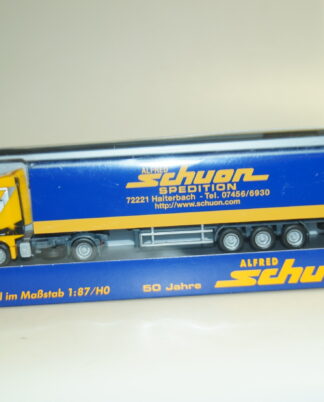 ALFRED
schuon
SPEDITION
72221 Haiterbach - Tel. 07456/6930
http://www.schuon.com
im Maßstab 1:87/H0
50 Jahre
ALFRED